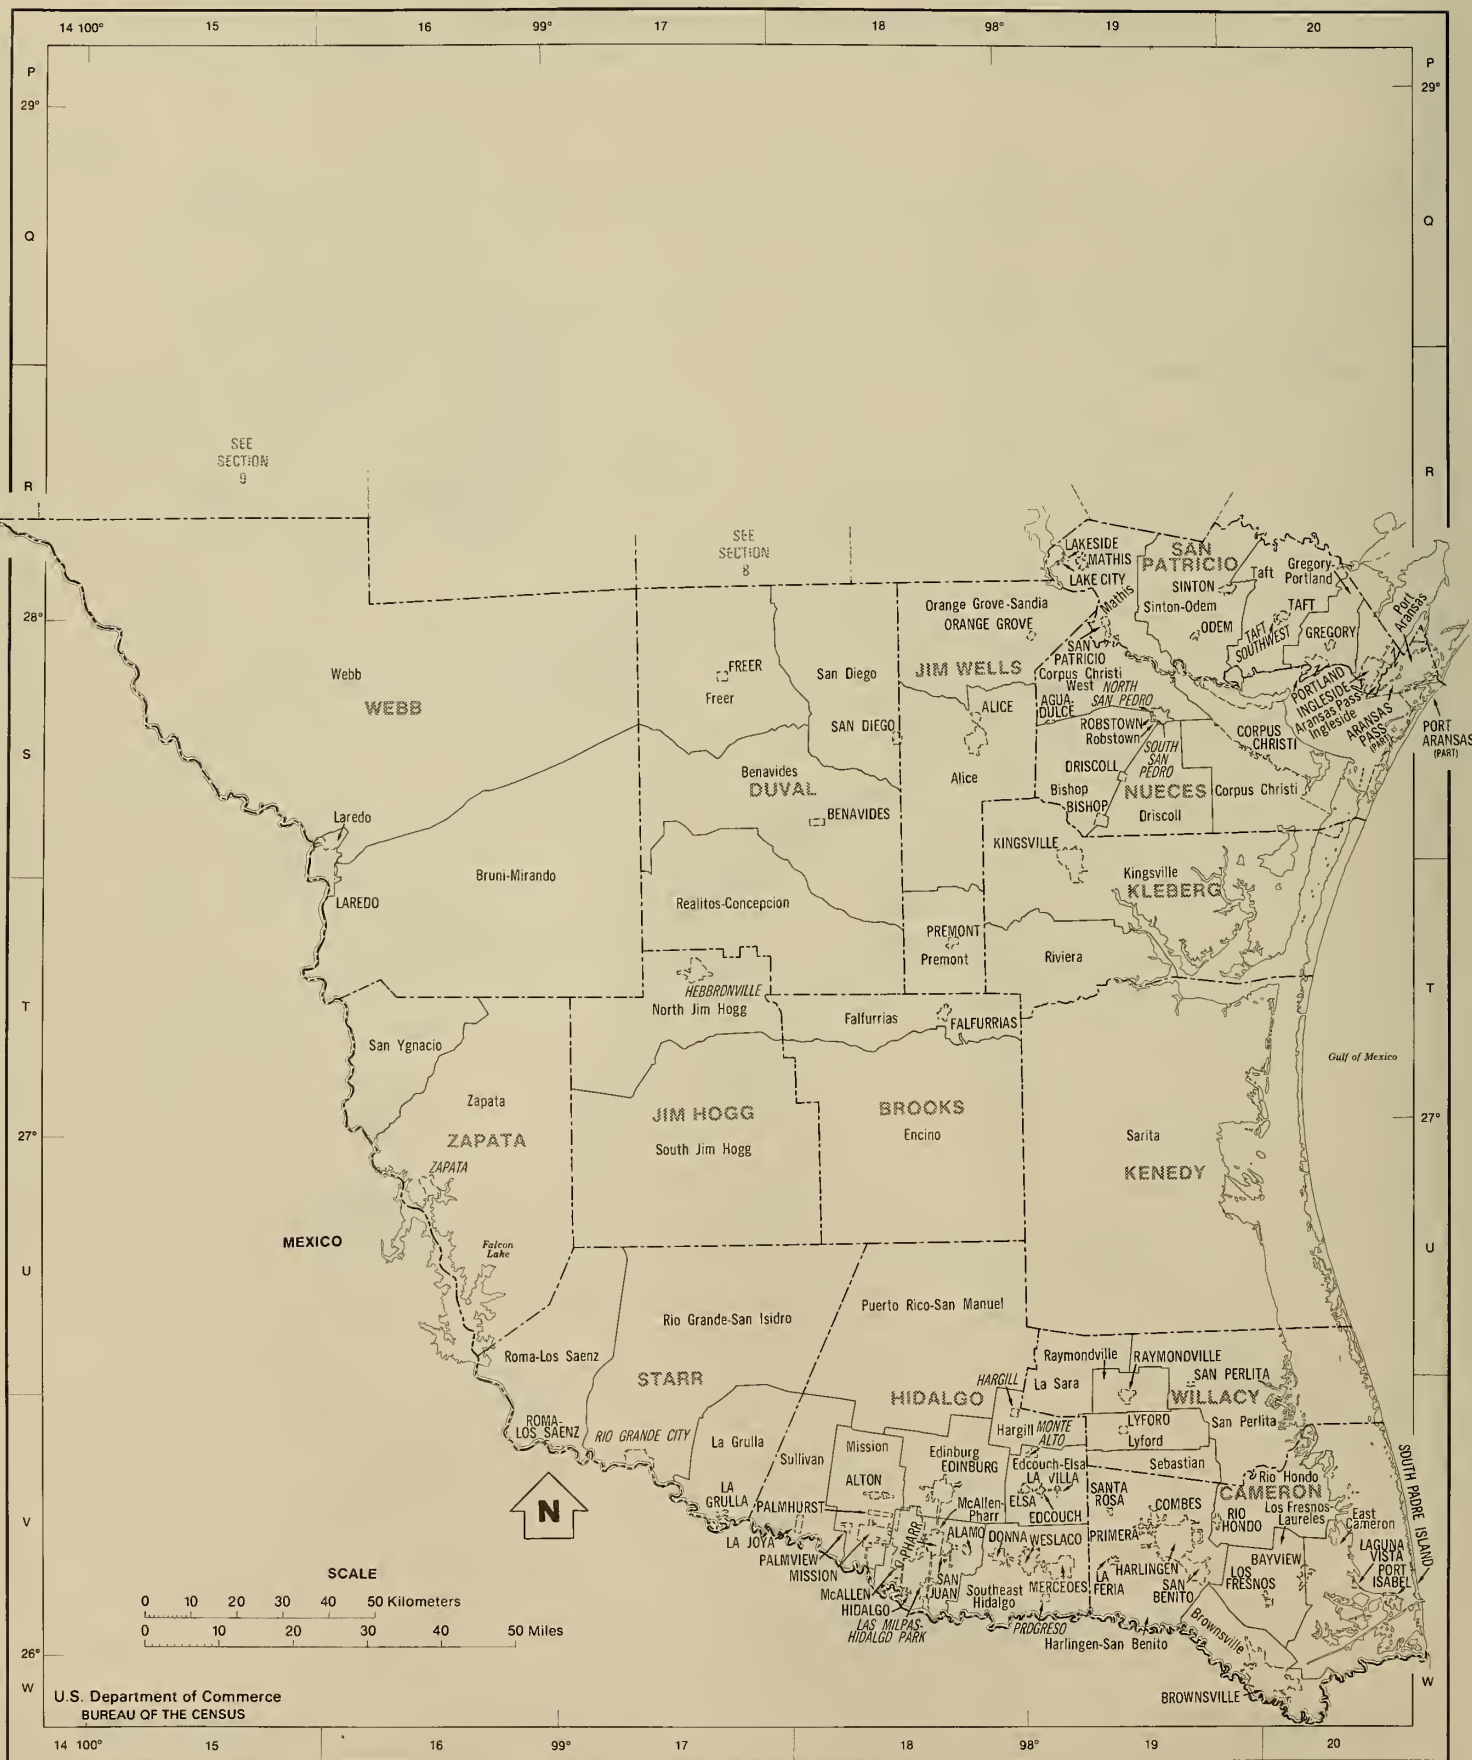 14 100°
15
16
99°
17
18
98°
19
20
P
29°
P
29°
Q
Q
SEE
SECTION
9
R
R
SEE
SECTION
8
LAKESIDE
MATHIS
LAKE CITY
Mathis
SAN
PATRICIO
SINTON
Sinton-Odem
ODEM
Taft
Gregory-
Portland
TAFT
TAFT
SOUTHWEST
GREGORY
Port
Aransas
28°
28°
Orange Grove-Sandia
ORANGE GROVE
SAN
PATRICIO
JIM WELLS
Corpus Christi
West
NORTH
SAN PEDRO
AGUA
DULCE
PORTLAND
INGLESIDE
Aransas Pass-
Ingleside
ARANSAS
PASS
(PART)
PORT
ARANSAS
(PART)
Webb
WEBB
FREER
Freer
San Diego
SAN DIEGO
ALICE
ROBSTOWN
Robstown
CORPUS
CHRISTI
SOUTH
SAN
PEDRO
S
S
Benavides
DUVAL
BENAVIDES
Alice
DRISCOLL
Bishop
BISHOP
NUECES
Driscoll
Corpus Christi
Laredo
LAREDO
Bruni-Mirando
KINGSVILLE
Kingsville
KLEBERG
Realitos-Concepcion
PREMONT
Premont
Riviera
HEBBRONVILLE
North Jim Hogg
T
T
Falfurrias
FALFURRIAS
San Ygnacio
Gulf of Mexico
Zapata
ZAPATA
ZAPATA
JIM HOGG
South Jim Hogg
BROOKS
Encino
Sarita
KENEDY
27°
27°
MEXICO
Falcon
Lake
U
U
Rio Grande-San Isidro
Puerto Rico-San Manuel
Roma-Los Saenz
STARR
HIDALGO
HARGILL
Raymondville
RAYMONDVILLE
La Sara
SAN PERLITA
WILLACY
San Perlita
LYFORD
Lyford
Sebastian
ROMA-
LOS SAENZ
RIO GRANDE CITY
La Grulla
Sullivan
Mission
ALTON
Edinburg
EDINBURG
Hargill
MONTE
ALTO
Edcouch-Elsa
LA VILLA
ELSA
EDCOUCH
SANTA
ROSA
Rio Hondo
CAMERON
Los Fresnos-
Laureles
COMBES
RIO
HONDO
East
Cameron
SOUTH PADRE ISLAND
V
V
N
LA
GRULLA
PALMHURST
McAllen-
Pharr
PHARR
ALAMO
DONNA
WESLACO
PRIMERA
LAGUNA
VISTA
PORT
ISABEL
BAYVIEW
LA JOYA
PALMVIEW
MISSION
McALLEN
HIDALGO
LAS MILPAS-
HIDALGO PARK
SAN
JUAN
Southeast
Hidalgo
MERCEDES
LA
FERIA
HARLINGEN
SAN
BENITO
LOS
FRESNOS
PROGRESO
Harlingen-San Benito
Brownsville
BROWNSVILLE
SCALE
0 10 20 30 40 50 Kilometers
0 10 20 30 40 50 Miles
26°
W
W
U.S. Department of Commerce
BUREAU OF THE CENSUS
14 100°
15
16
99°
17
18
98°
19
20